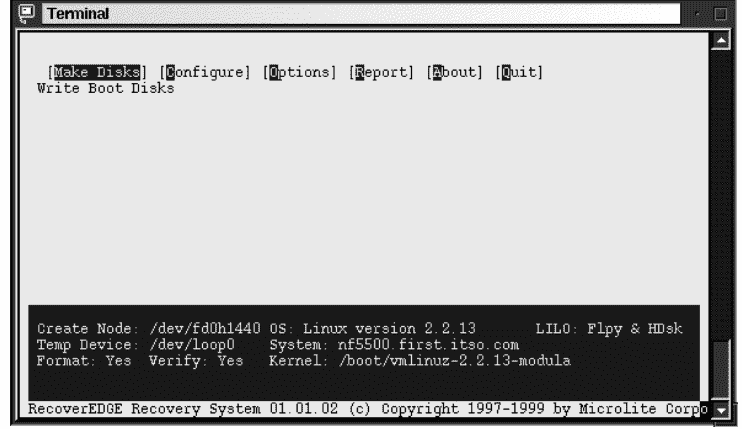 Terminal
[Make Disks] [Configure] [Options] [Report] [About] [Quit]
Write Boot Disks
Create Node: /dev/fd0h1440 OS: Linux version 2.2.13 LILO: Flpy & HDsk
Temp Device: /dev/loop0 System: nf5500.first.itso.com
Format: Yes Verify: Yes Kernel: /boot/vmlinuz-2.2.13-modula
RecoverEDGE Recovery System 01.01.02 (c) Copyright 1997-1999 by Microlite Corpo